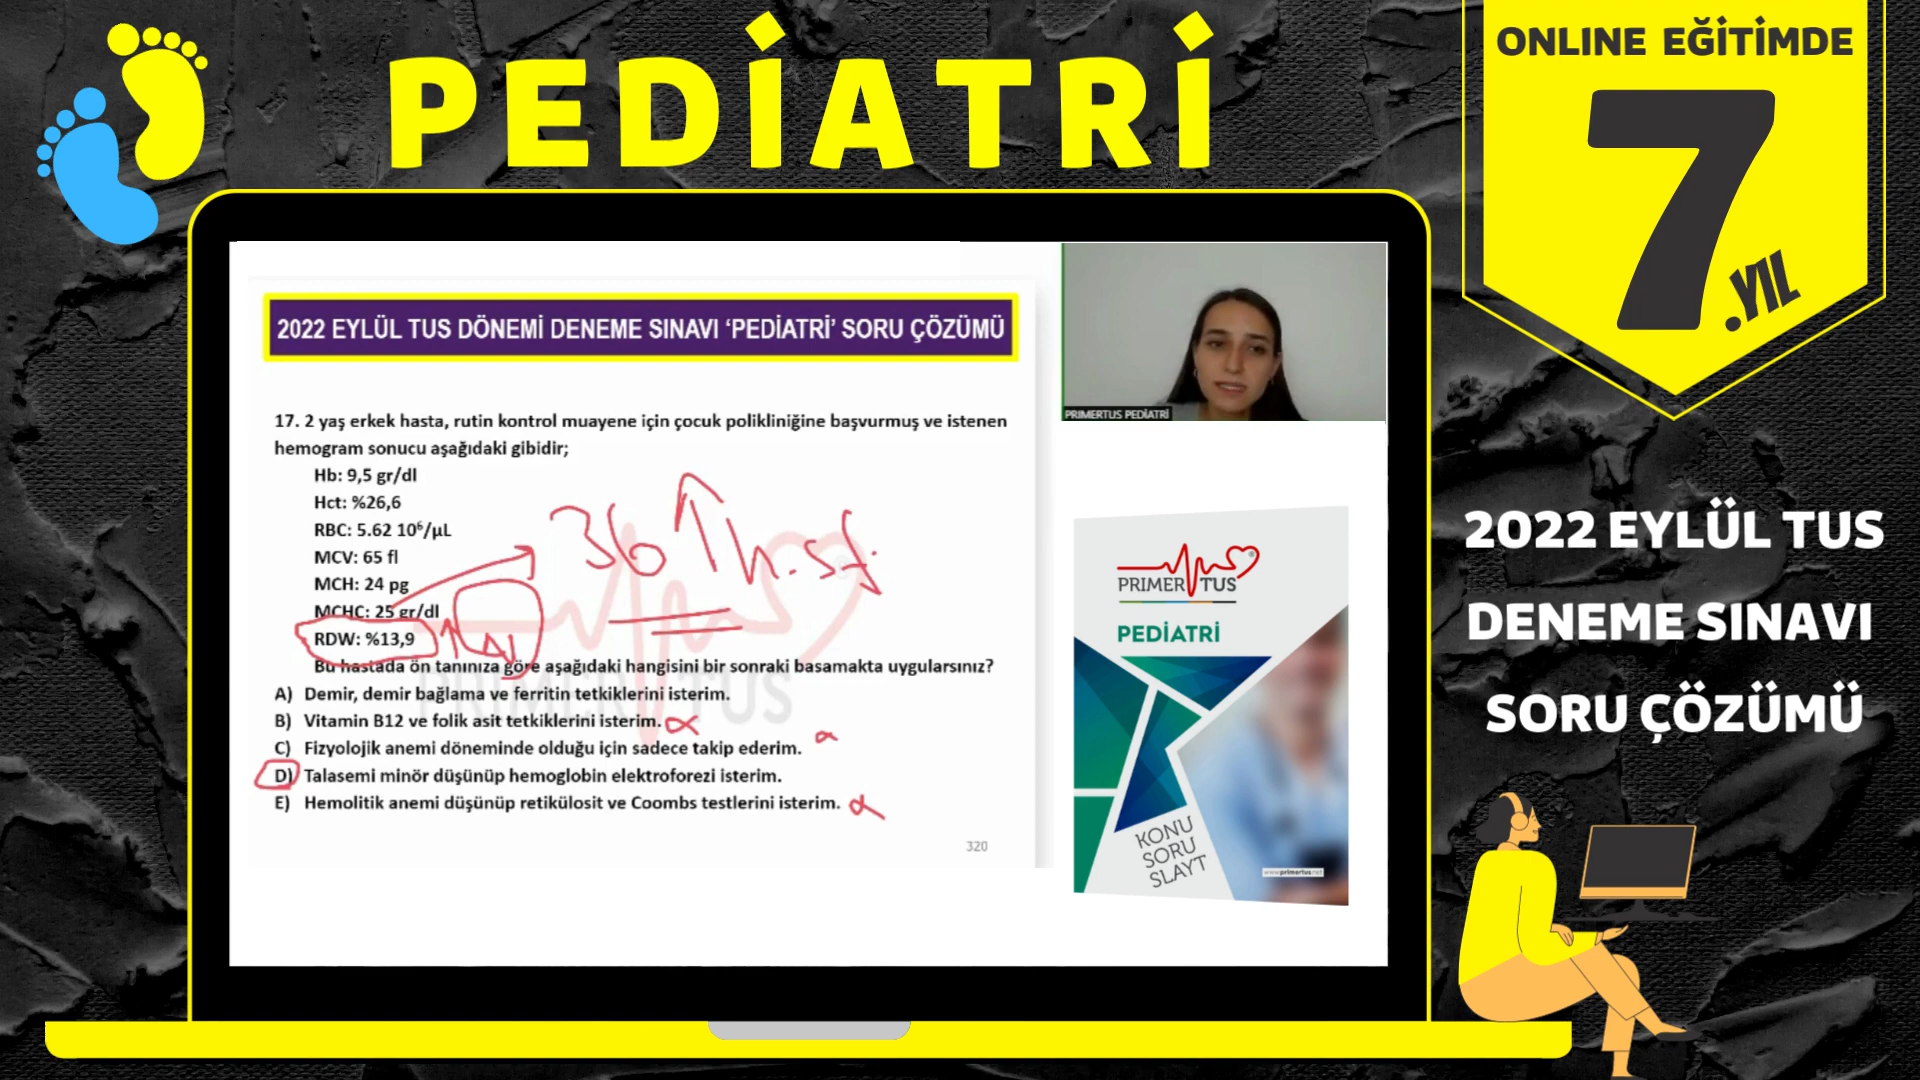 PEDİATRİ
ONLINE EĞİTİMDE
7
.YIL
2022 EYLÜL TUS DÖNEMİ DENEME SINAVI ‘PEDİATRİ’ SORU ÇÖZÜMÜ
PRIMERTUS PEDİATRİ
17. 2 yaş erkek hasta, rutin kontrol muayene için çocuk polikliniğine başvurmuş ve istenen
hemogram sonucu aşağıdaki gibidir;
Hb: 9,5 gr/dl
Hct: %26,6
RBC: 5.62 10⁶/µL
MCV: 65 fl
MCH: 24 pg
MCHC: 25 gr/dl
RDW: %13,9
36 h.sf.
Bu hastada ön tanınıza göre aşağıdaki hangisini bir sonraki basamakta uygularsınız?
A) Demir, demir bağlama ve ferritin tetkiklerini isterim.
B) Vitamin B12 ve folik asit tetkiklerini isterim.
C) Fizyolojik anemi döneminde olduğu için sadece takip ederim.
D) Talasemi minör düşünüp hemoglobin elektroforezi isterim.
E) Hemolitik anemi düşünüp retikülosit ve Coombs testlerini isterim.
320
PRIMERTUS
PRIMER TUS
PEDİATRİ
KONU
SORU
SLAYT
www.primertus.net
2022 EYLÜL TUS
DENEME SINAVI
SORU ÇÖZÜMÜ